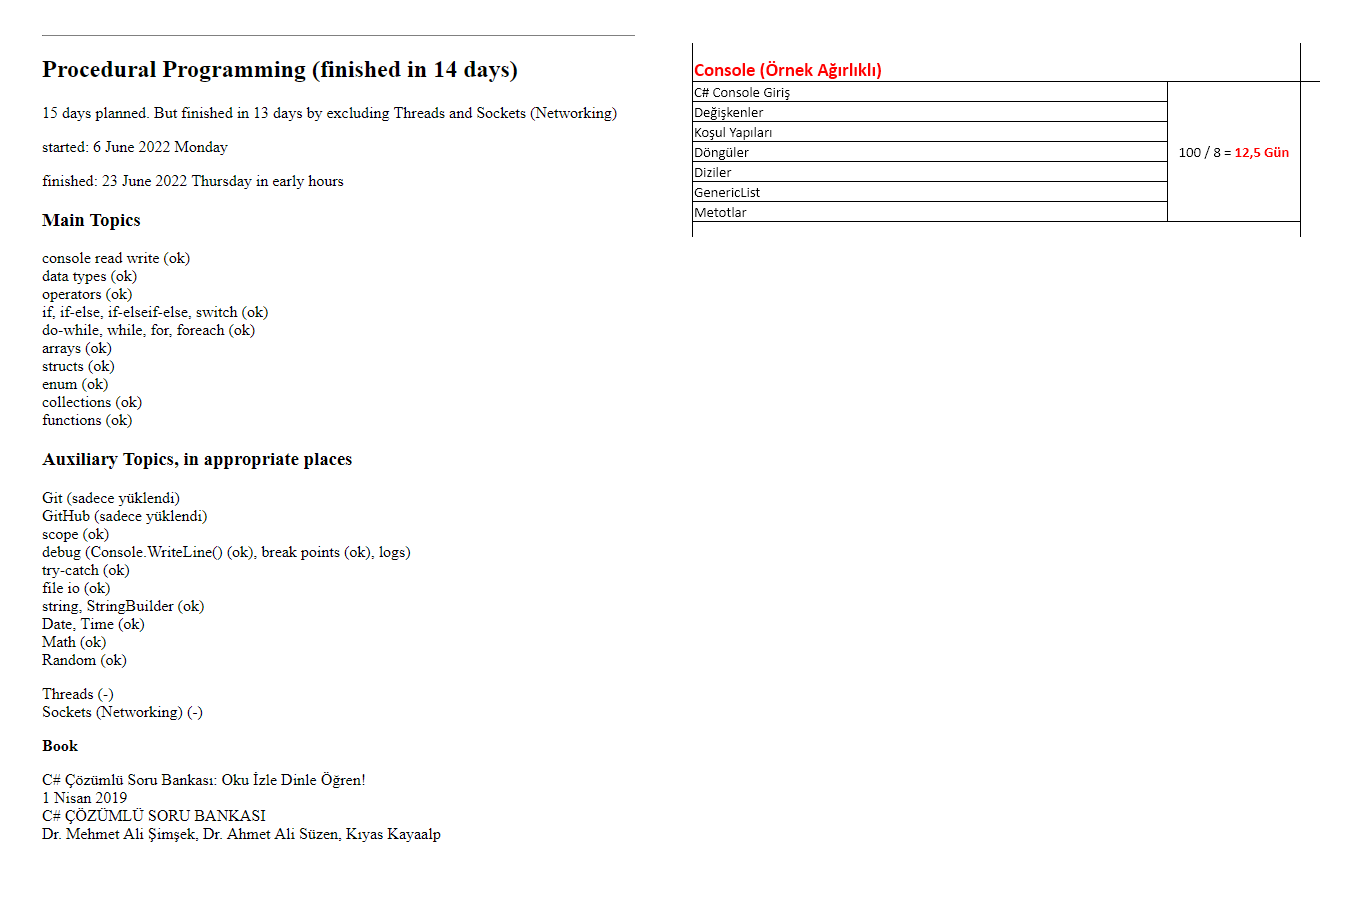 Procedural Programming (finished in 14 days)
15 days planned. But finished in 13 days by excluding Threads and Sockets (Networking)
started: 6 June 2022 Monday
finished: 23 June 2022 Thursday in early hours
Main Topics
console read write (ok)
data types (ok)
operators (ok)
if, if-else, if-elseif-else, switch (ok)
do-while, while, for, foreach (ok)
arrays (ok)
structs (ok)
enum (ok)
collections (ok)
functions (ok)
Auxiliary Topics, in appropriate places
Git (sadece yüklendi)
GitHub (sadece yüklendi)
scope (ok)
debug (Console.WriteLine() (ok), break points (ok), logs)
try-catch (ok)
file io (ok)
string, StringBuilder (ok)
Date, Time (ok)
Math (ok)
Random (ok)
Threads (-)
Sockets (Networking) (-)
Book
C# Çözümlü Soru Bankası: Oku İzle Dinle Öğren!
1 Nisan 2019
C# ÇÖZÜMLÜ SORU BANKASI
Dr. Mehmet Ali Şimşek, Dr. Ahmet Ali Süzen, Kıyas Kayaalp
Console (Örnek Ağırlıklı)
C# Console Giriş
Değişkenler
Koşul Yapıları
Döngüler
Diziler
GenericList
Metotlar
100 / 8 = 12,5 Gün